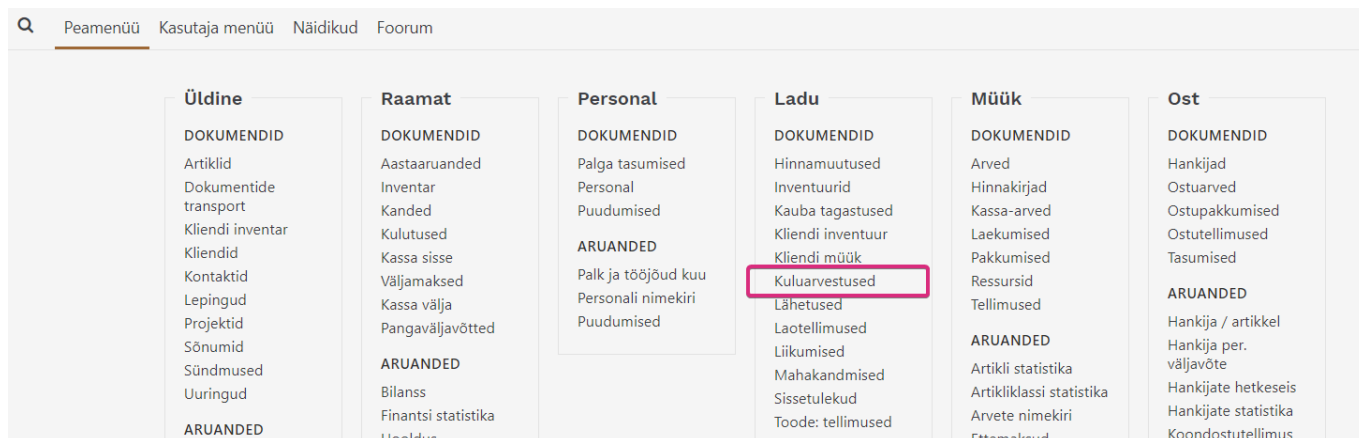 Peamenüü Kasutaja menüü Näidikud Foorum
Üldine
DOKUMENDID
Artiklid
Dokumentide
transport
Kliendi inventar
Kliendid
Kontaktid
Lepingud
Projektid
Sõnumid
Sündmused
Uuringud
ARUANDED
Raamat
DOKUMENDID
Aastaaruanded
Inventar
Kanded
Kulutused
Kassa sisse
Väljamaksed
Kassa välja
Pangaväljavõtted
ARUANDED
Bilanss
Finantsi statistika
Hooldus
Personal
DOKUMENDID
Palga tasumised
Personal
Puudumised
ARUANDED
Palk ja tööjõud kuu
Personali nimekiri
Puudumised
Ladu
DOKUMENDID
Hinnamuutused
Inventuurid
Kauba tagastused
Kliendi inventuur
Kliendi müük
Kuluarvestused
Lähetused
Laotellimused
Liikumised
Mahakandmised
Sissetulekud
Toode: tellimused
Müük
DOKUMENDID
Arved
Hinnakirjad
Kassa-arved
Laekumised
Pakkumised
Ressursid
Tellimused
ARUANDED
Artikli statistika
Artikliklassi statistika
Arvete nimekiri
Ettemaksud
Ost
DOKUMENDID
Hankijad
Ostuarved
Ostupakkumised
Ostutellimused
Tasumised
ARUANDED
Hankija / artikkel
Hankija per.
väljavõte
Hankijate hetkeseis
Hankijate statistika
Koondostutellimus